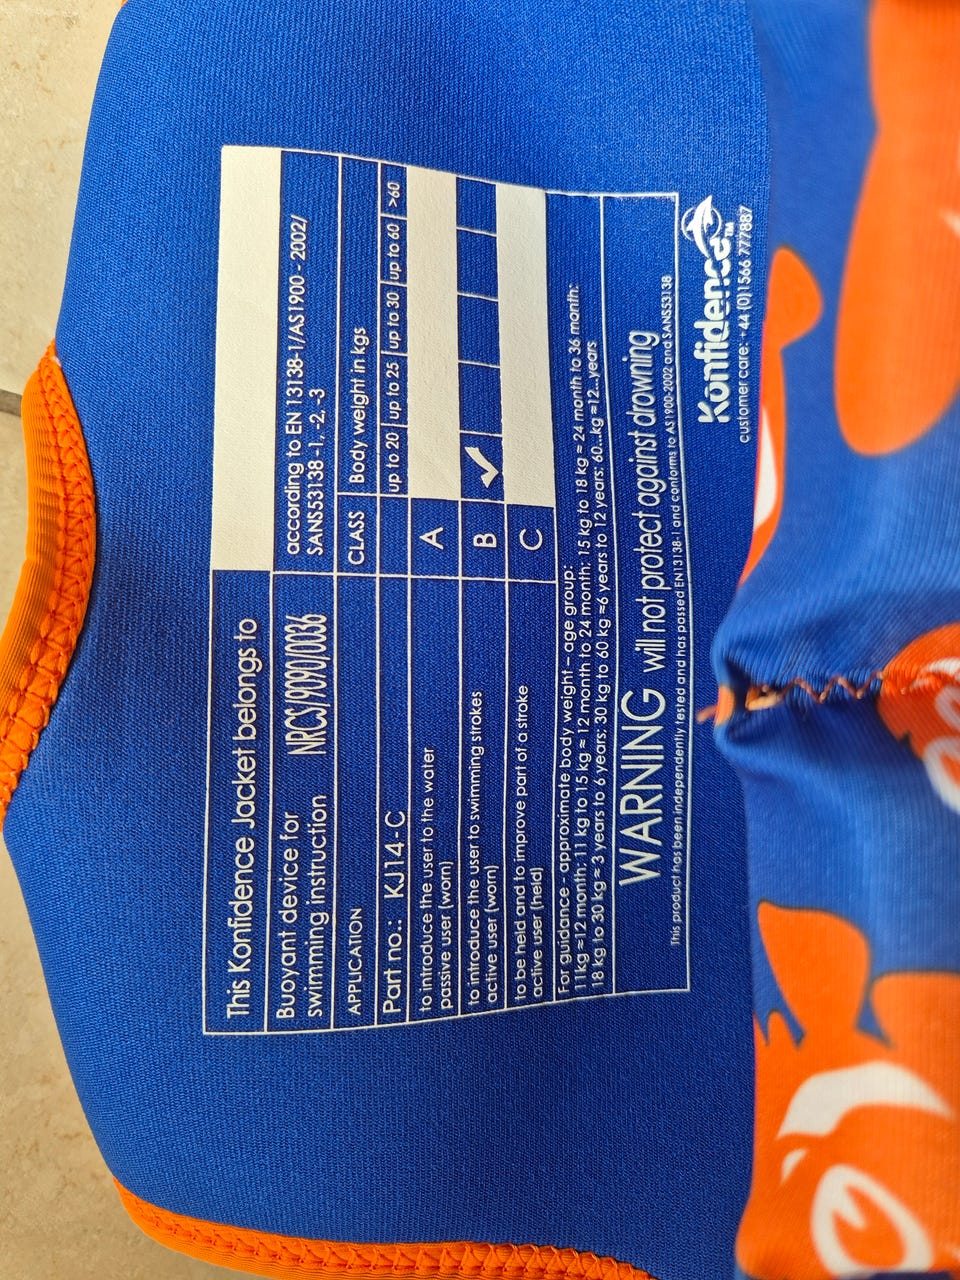 This Konfidence Jacket belongs to
Buoyant device for
swimming instruction
NRCS/9090/0036
according to EN 13138-1/AS1900 - 2002/
SANS53138 -1, -2, -3
APPLICATION
CLASS
Body weight in kgs
Part no.: KJ14-C
up to 20
up to 25
up to 30
up to 60
>60
to introduce the user to the water
passive user (worn)
A
to introduce the user to swimming strokes
active user (worn)
B
to be held and to improve part of a stroke
active user (held)
C
For guidance - approximate body weight – age group:
11kg ≈12 month; 11 kg to 15 kg ≈ 12 month to 24 month; 15 kg to 18 kg ≈ 24 month to 36 month;
18 kg to 30 kg ≈ 3 years to 6 years; 30 kg to 60 kg ≈6 years to 12 years; 60...kg ≈12...years
WARNING will not protect against drowning
This product has been independently tested and has passed EN13138-1 and conforms to AS1900-2002 and SANS53138
Konfidence™
customer care: +44 (0)1566 777887